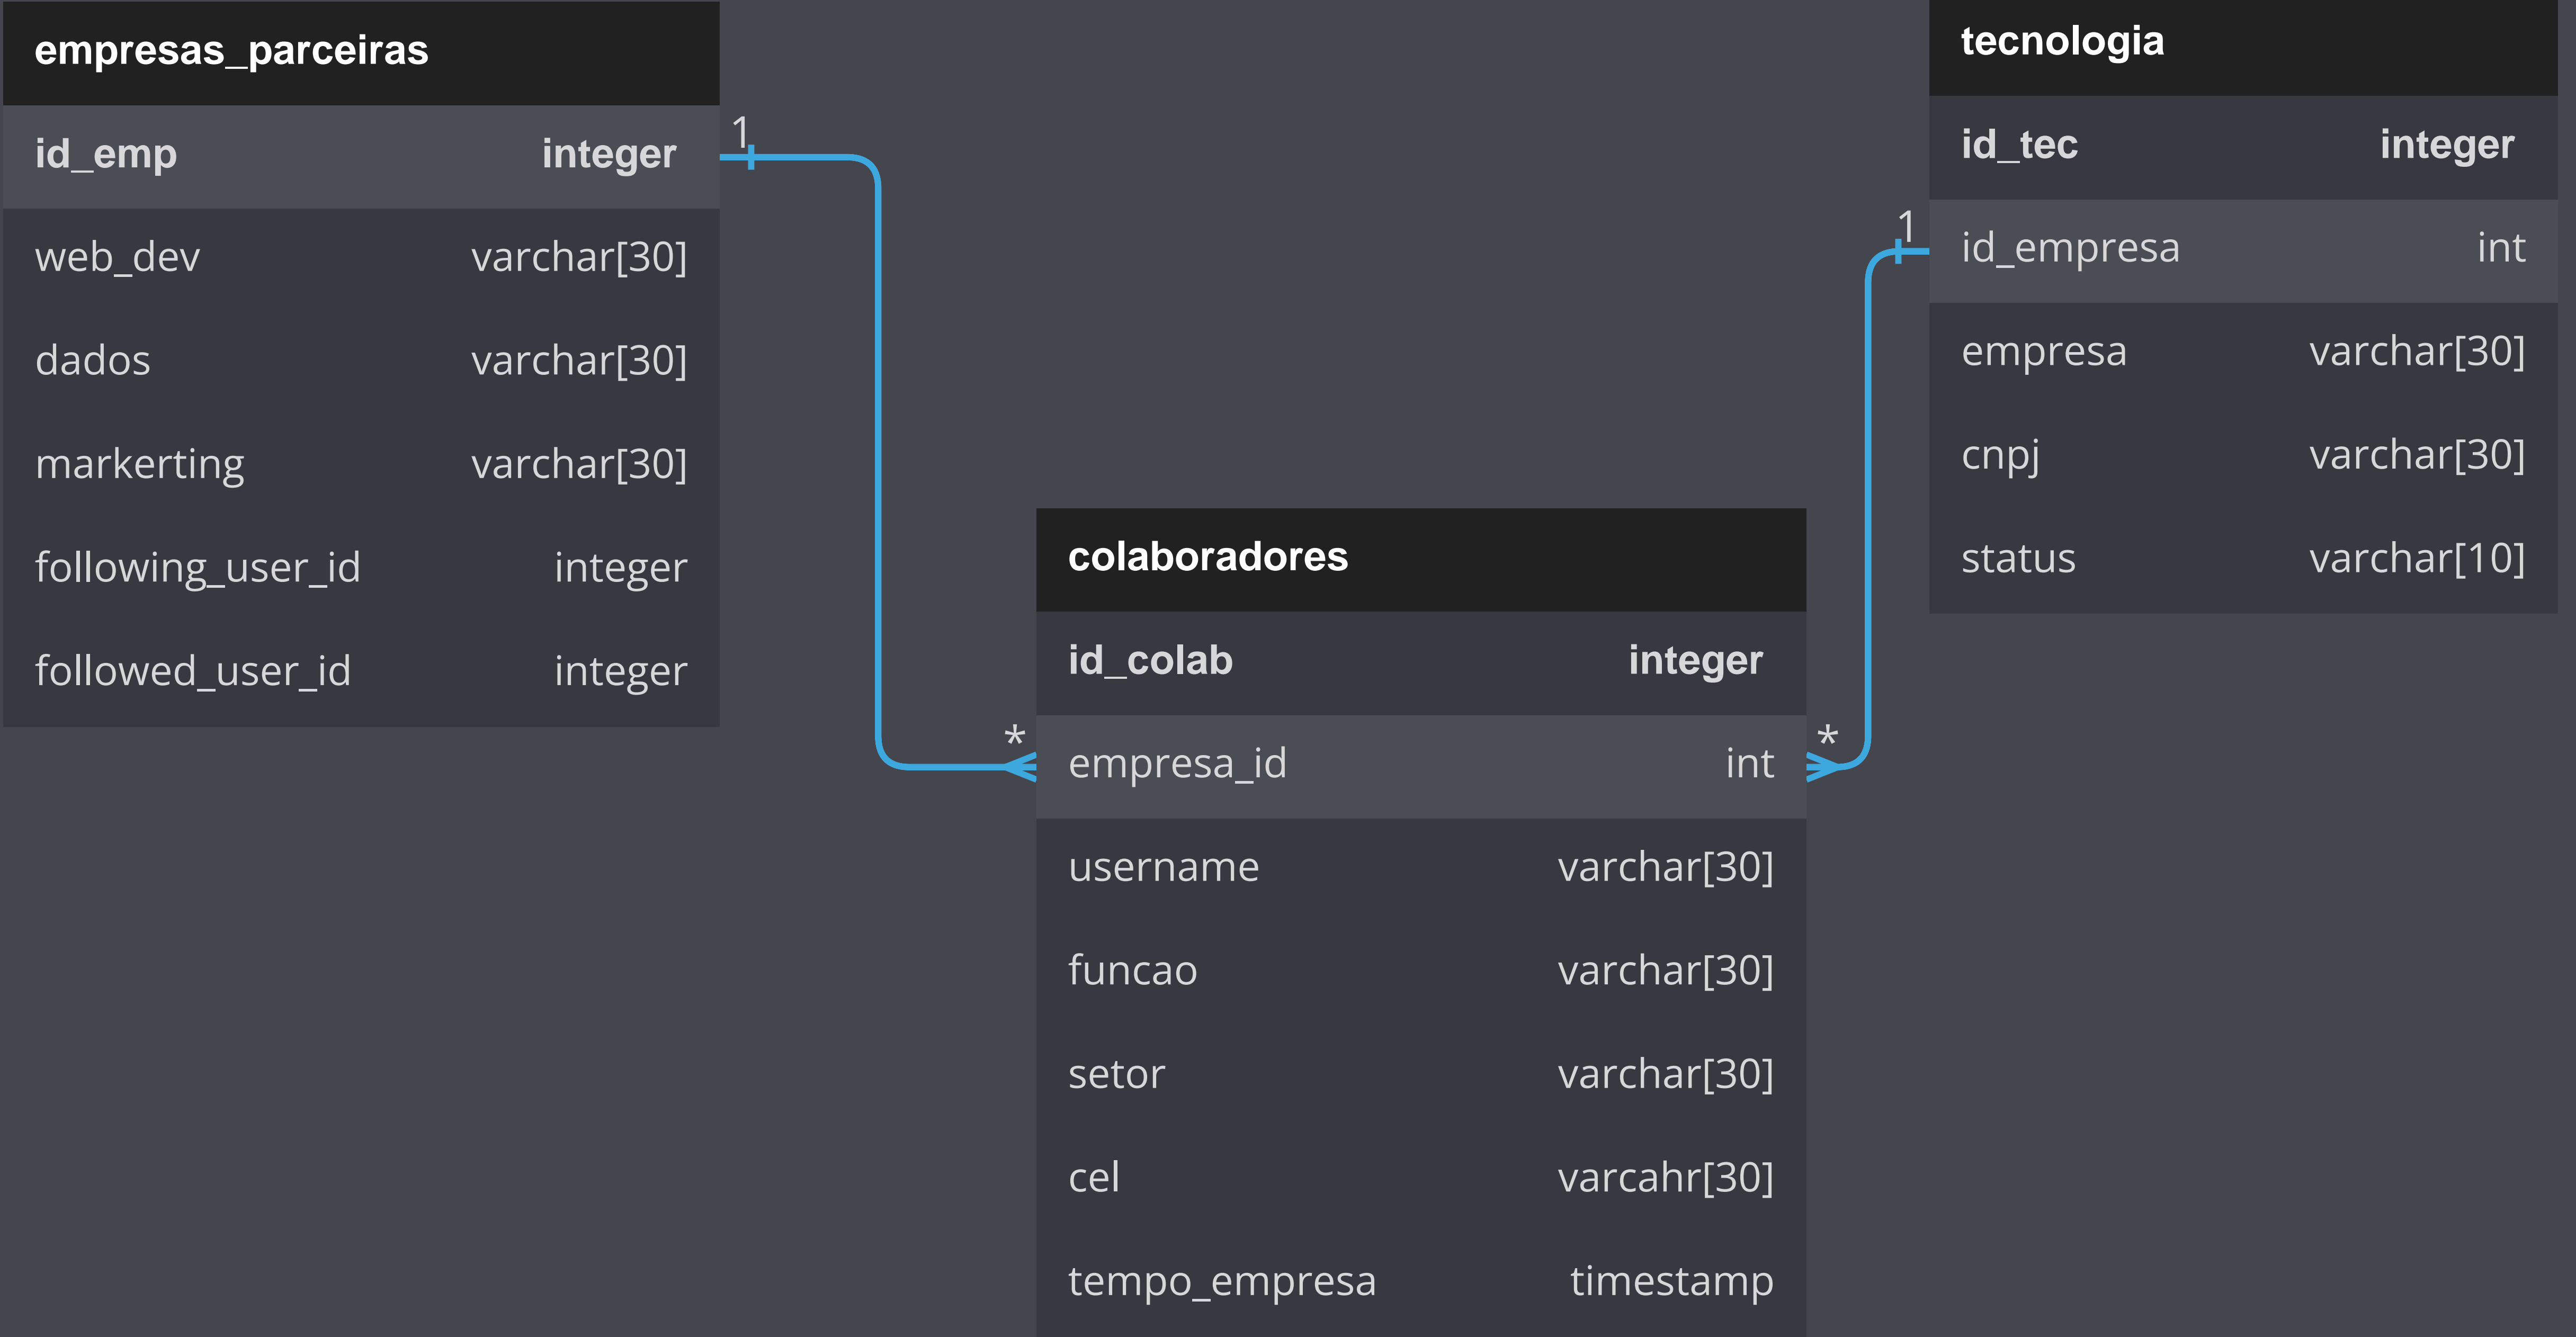 empresas_parceiras
id_emp integer
web_dev varchar[30]
dados varchar[30]
markerting varchar[30]
following_user_id integer
followed_user_id integer
1
*
colaboradores
id_colab integer
empresa_id int
username varchar[30]
funcao varchar[30]
setor varchar[30]
cel varcahr[30]
tempo_empresa timestamp
*
1
tecnologia
id_tec integer
id_empresa int
empresa varchar[30]
cnpj varchar[30]
status varchar[10]